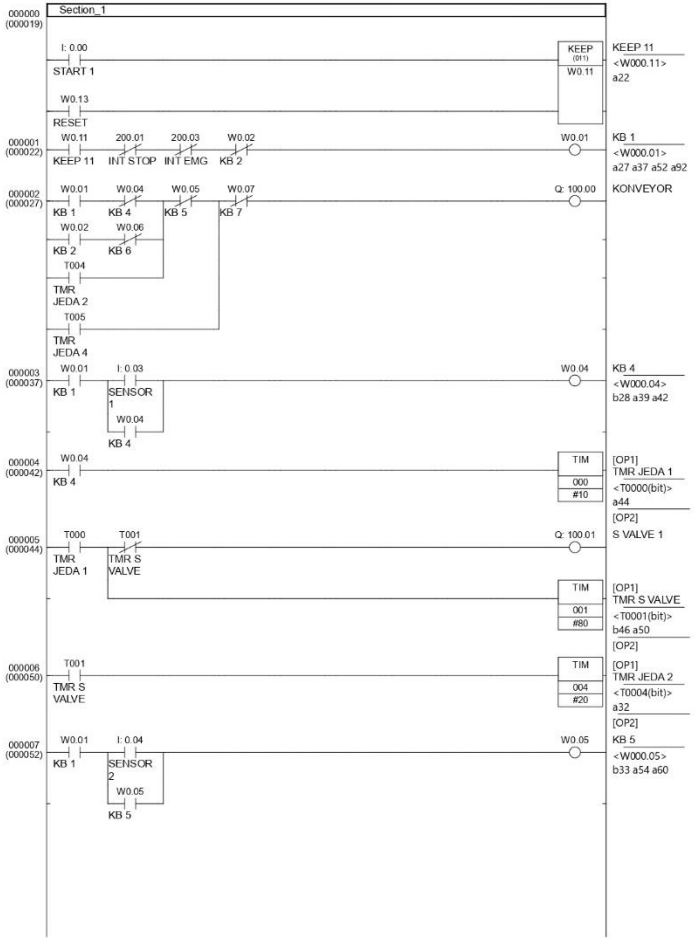 000000
(000019)
Section_1
I: 0.00
START 1
KEEP
(011)
W0.11
KEEP 11
<W000.11>
a22
W0.13
RESET
000001
(000022)
W0.11
KEEP 11
200.01
INT STOP
200.03
INT EMG
W0.02
KB 2
W0.01
KB 1
<W000.01>
a27 a37 a52 a92
000002
(000027)
W0.01
KB 1
W0.04
KB 4
W0.05
KB 5
W0.07
KB 7
Q: 100.00
KONVEYOR
W0.02
KB 2
W0.06
KB 6
T004
TMR
JEDA 2
T005
TMR
JEDA 4
000003
(000037)
W0.01
KB 1
I: 0.03
SENSOR
1
W0.04
KB 4
<W000.04>
b28 a39 a42
W0.04
KB 4
000004
(000042)
W0.04
KB 4
TIM
000
#10
[OP1]
TMR JEDA 1
<T0000(bit)>
a44
[OP2]
000005
(000044)
T000
TMR
JEDA 1
T001
TMR S
VALVE
Q: 100.01
S VALVE 1
TIM
001
#80
[OP1]
TMR S VALVE
<T0001(bit)>
b46 a50
[OP2]
000006
(000050)
T001
TMR S
VALVE
TIM
004
#20
[OP1]
TMR JEDA 2
<T0004(bit)>
a32
[OP2]
000007
(000052)
W0.01
KB 1
I: 0.04
SENSOR
2
W0.05
KB 5
<W000.05>
b33 a54 a60
W0.05
KB 5